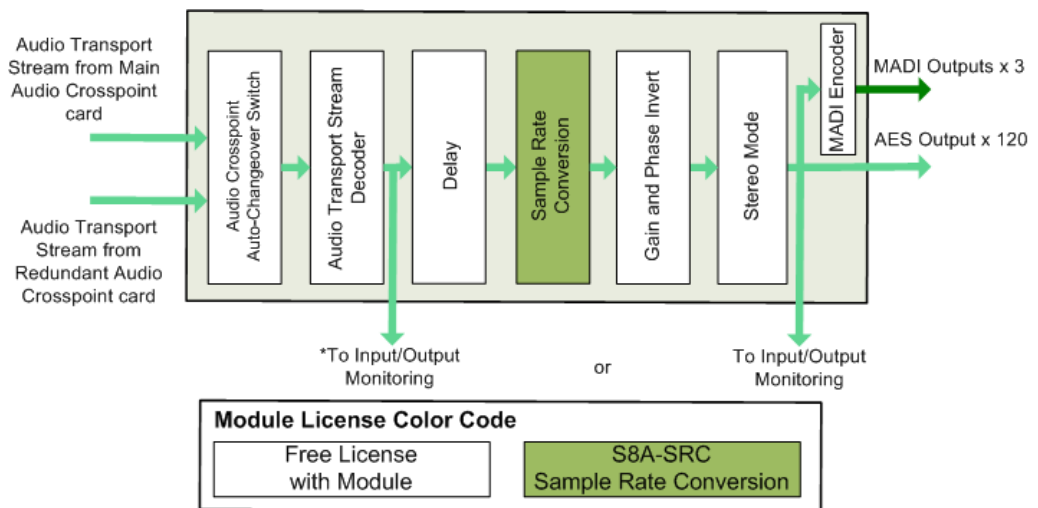 Audio Transport
Stream from Main
Audio Crosspoint
card
Audio Transport
Stream from
Redundant Audio
Crosspoint card
Audio Crosspoint
Auto-Changeover Switch
Audio Transport Stream
Decoder
Delay
Sample Rate
Conversion
Gain and Phase Invert
Stereo Mode
MADI Encoder
MADI Outputs x 3
AES Output x 120
*To Input/Output
Monitoring
or
To Input/Output
Monitoring
Module License Color Code
Free License
with Module
S8A-SRC
Sample Rate Conversion